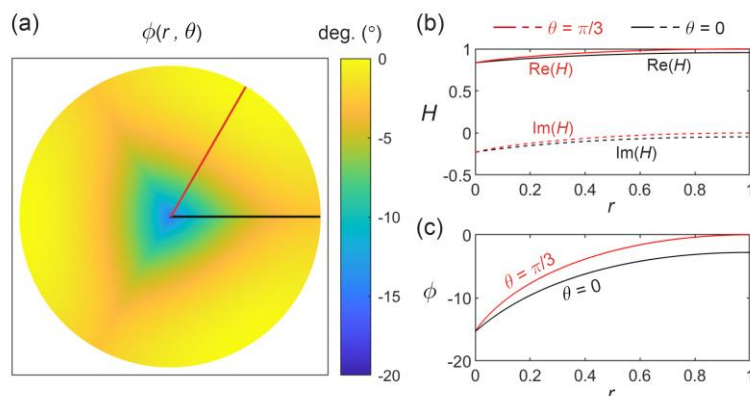 (a)
ϕ(r , θ)
deg. (°)
0
-5
-10
-15
-20
θ = π/3
θ = 0
(b)
1
0.5
0
-0.5
H
Re(H)
Re(H)
Im(H)
Im(H)
0
0.2
0.4
0.6
0.8
1
r
(c)
0
-10
-20
ϕ
θ = π/3
θ = 0
0
0.2
0.4
0.6
0.8
1
r